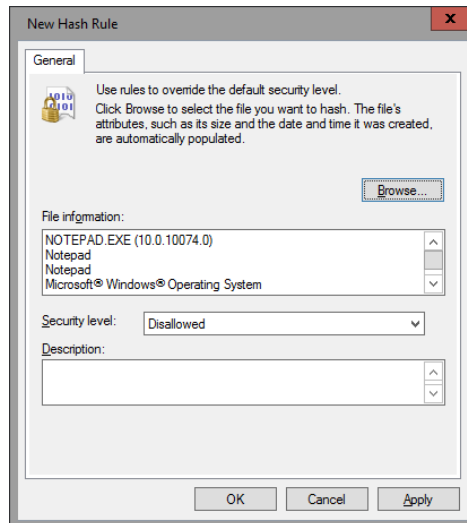 New Hash Rule
x
General
1010
0101
Use rules to override the default security level.
Click Browse to select the file you want to hash. The file's
attributes, such as its size and the date and time it was created,
are automatically populated.
Browse...
File information:
NOTEPAD.EXE (10.0.10074.0)
Notepad
Notepad
Microsoft® Windows® Operating System
Security level: Disallowed
Description:
OK Cancel Apply